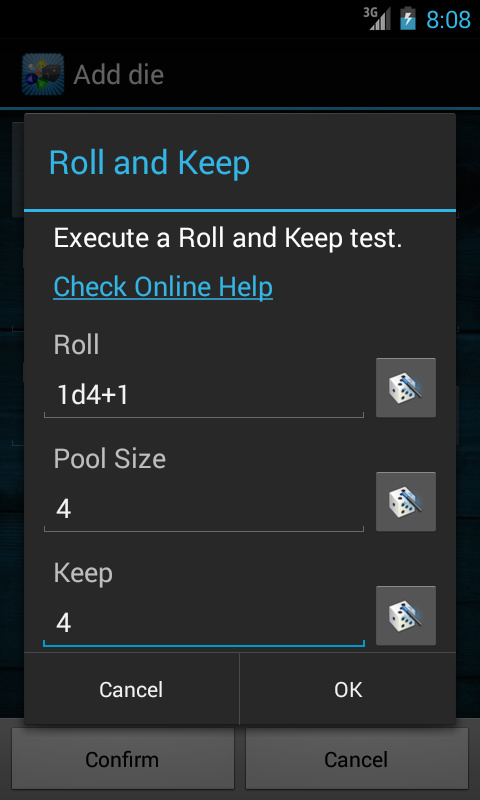 3G 8:08
Add die
Roll and Keep
Execute a Roll and Keep test.
Check Online Help
Roll
1d4+1
Pool Size
4
Keep
4
Cancel OK
Confirm Cancel